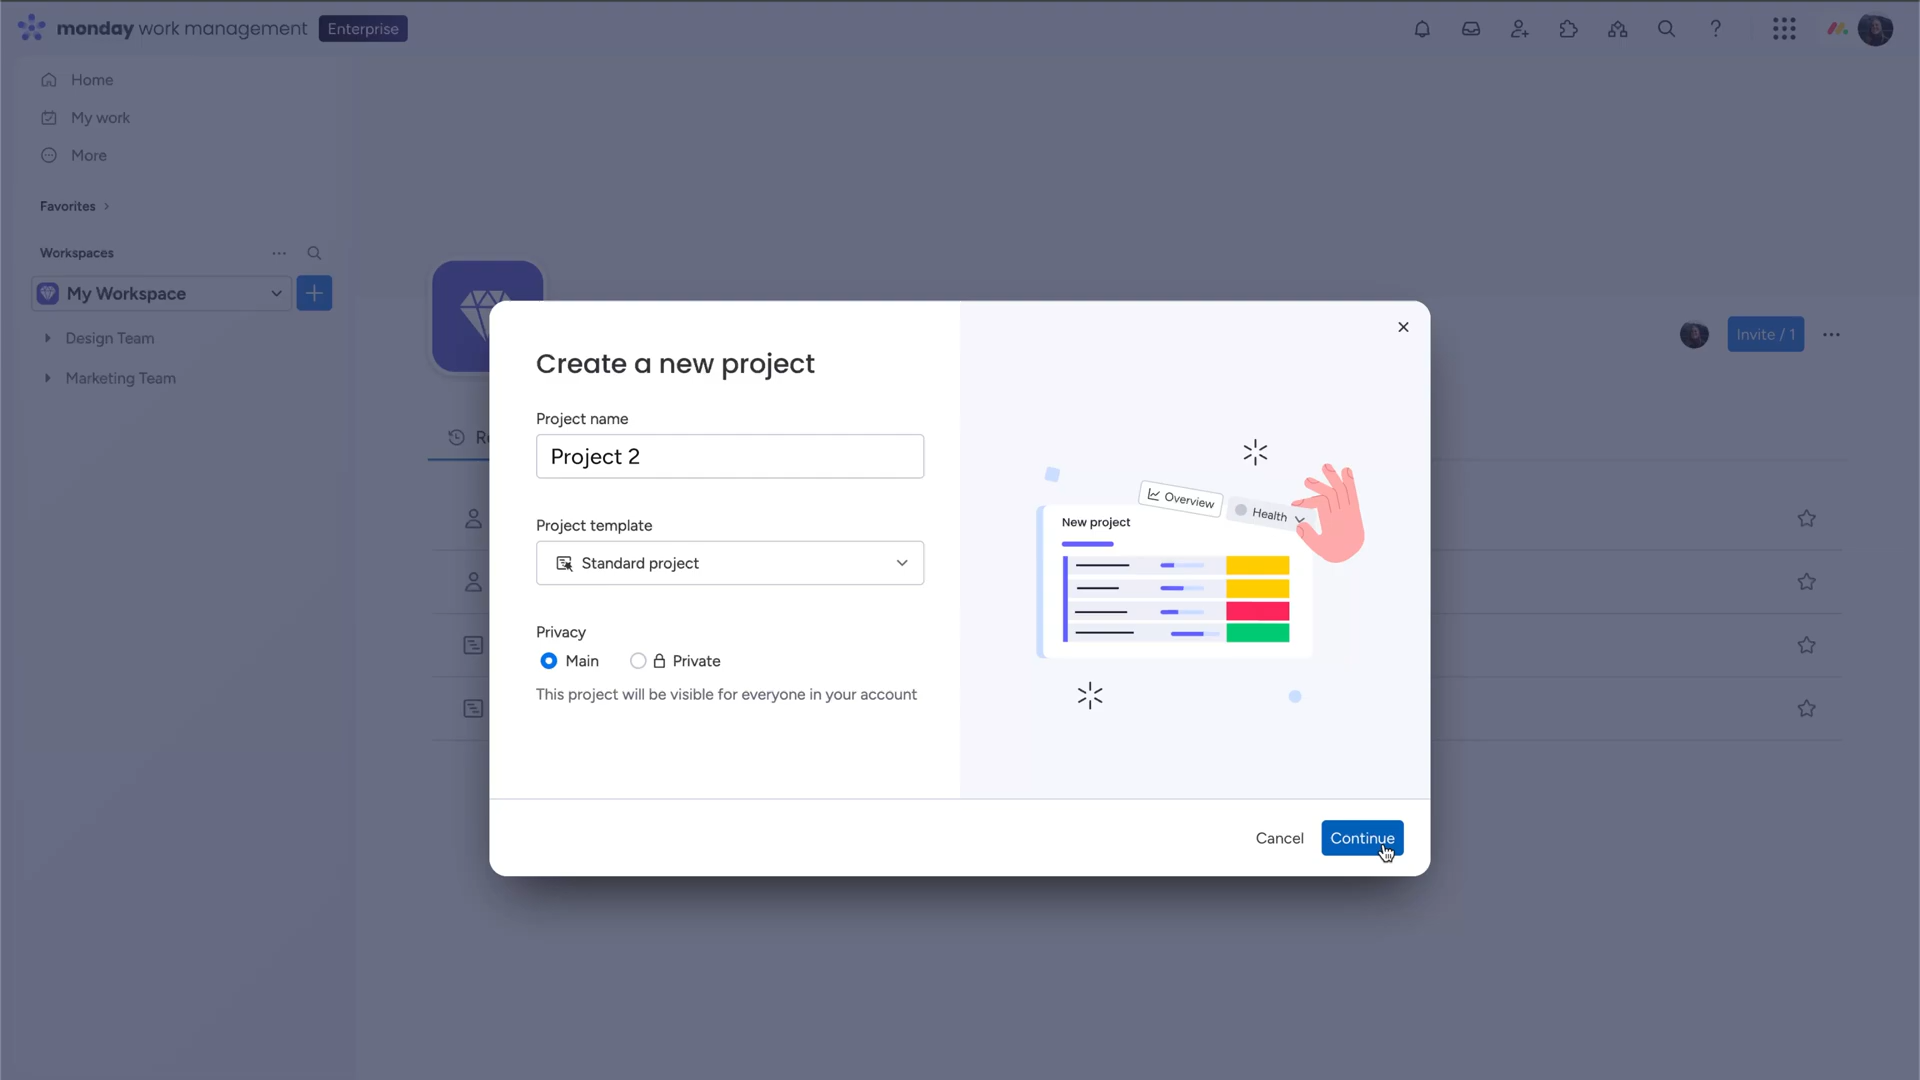 monday work management Enterprise
Home
My work
More
Favorites
Workspaces
My Workspace
Design Team
Marketing Team
Invite / 1
Create a new project
Project name
Project 2
Project template
Standard project
Privacy
Main Private
This project will be visible for everyone in your account
Overview
Health
New project
Cancel Continue